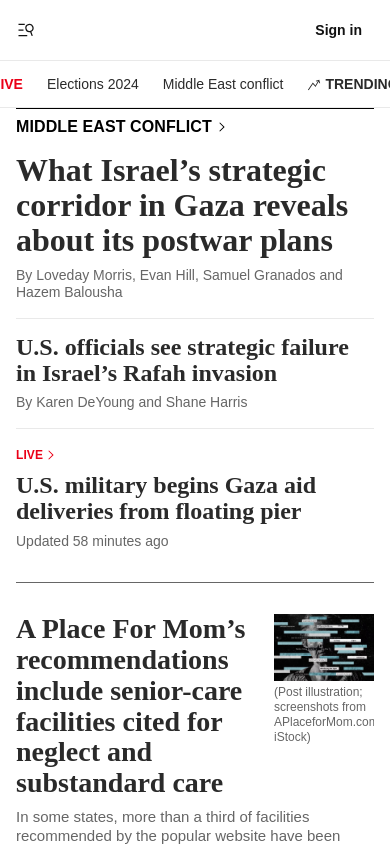 Sign in
IVE Elections 2024 Middle East conflict TRENDING
MIDDLE EAST CONFLICT
What Israel’s strategic
corridor in Gaza reveals
about its postwar plans
By Loveday Morris, Evan Hill, Samuel Granados and
Hazem Balousha
U.S. officials see strategic failure
in Israel’s Rafah invasion
By Karen DeYoung and Shane Harris
LIVE
U.S. military begins Gaza aid
deliveries from floating pier
Updated 58 minutes ago
A Place For Mom’s
recommendations
include senior-care
facilities cited for
neglect and
substandard care
(Post illustration;
screenshots from
APlaceforMom.com
iStock)
In some states, more than a third of facilities
recommended by the popular website have been